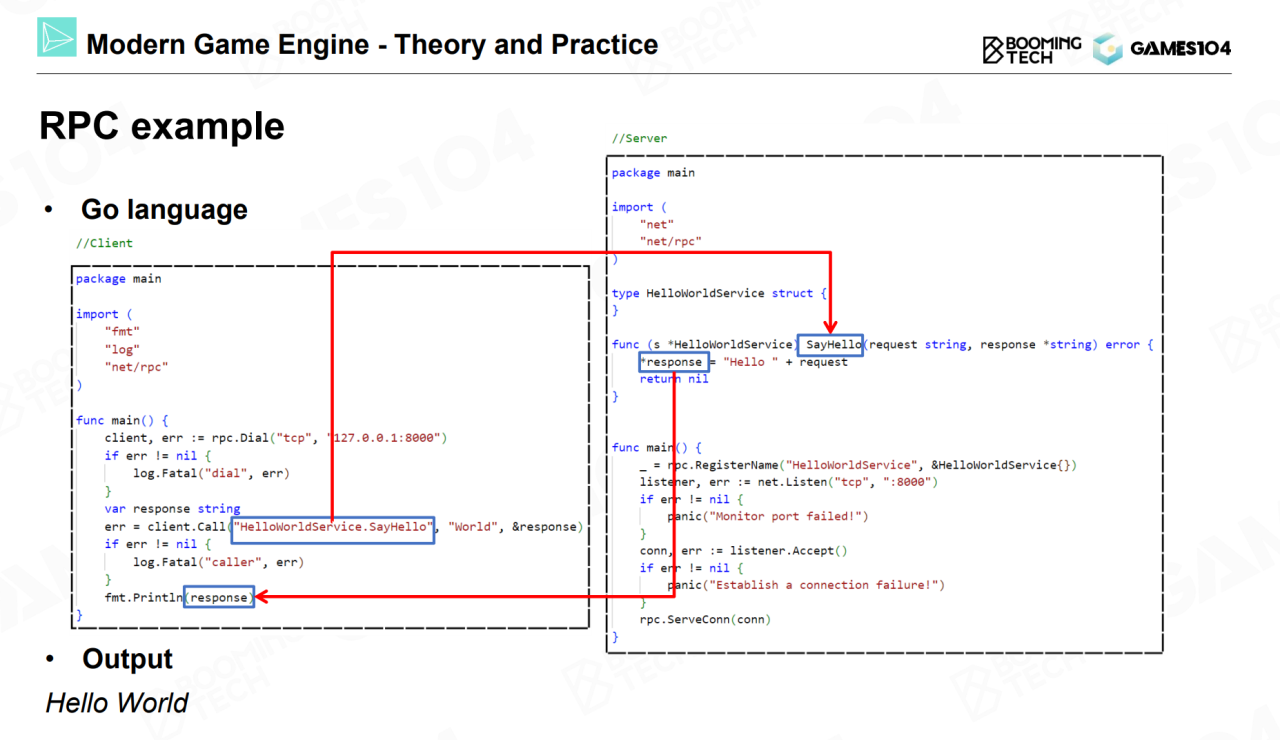 Modern Game Engine - Theory and Practice
BOOMING
TECH
GAMES104
RPC example
• Go language
//Client
package main
import (
"fmt"
"log"
"net/rpc"
)
func main() {
client, err := rpc.Dial("tcp", "127.0.0.1:8000")
if err != nil {
log.Fatal("dial", err)
}
var response string
err = client.Call("HelloWorldService.SayHello", "World", &response)
if err != nil {
log.Fatal("caller", err)
}
fmt.Println(response)
}
//Server
package main
import (
"net"
"net/rpc"
)
type HelloWorldService struct {
}
func (s *HelloWorldService) SayHello(request string, response *string) error {
*response = "Hello " + request
return nil
}
func main() {
_ = rpc.RegisterName("HelloWorldService", &HelloWorldService{})
listener, err := net.Listen("tcp", ":8000")
if err != nil {
panic("Monitor port failed!")
}
conn, err := listener.Accept()
if err != nil {
panic("Establish a connection failure!")
}
rpc.ServeConn(conn)
}
• Output
Hello World